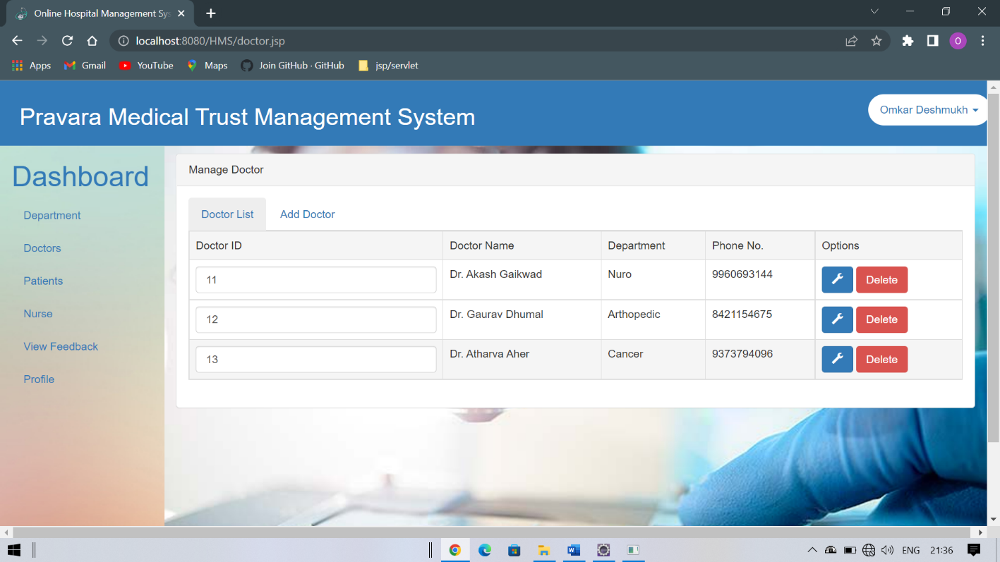 Online Hospital Management Sys
localhost:8080/HMS/doctor.jsp
O
Apps Gmail YouTube Maps Join GitHub · GitHub jsp/servlet
Pravara Medical Trust Management System
Omkar Deshmukh
Dashboard
Department
Doctors
Patients
Nurse
View Feedback
Profile
Manage Doctor
Doctor List Add Doctor
Doctor ID Doctor Name Department Phone No. Options
11 Dr. Akash Gaikwad Nuro 9960693144 Delete
12 Dr. Gaurav Dhumal Arthopedic 8421154675 Delete
13 Dr. Atharva Aher Cancer 9373794096 Delete
ENG 21:36